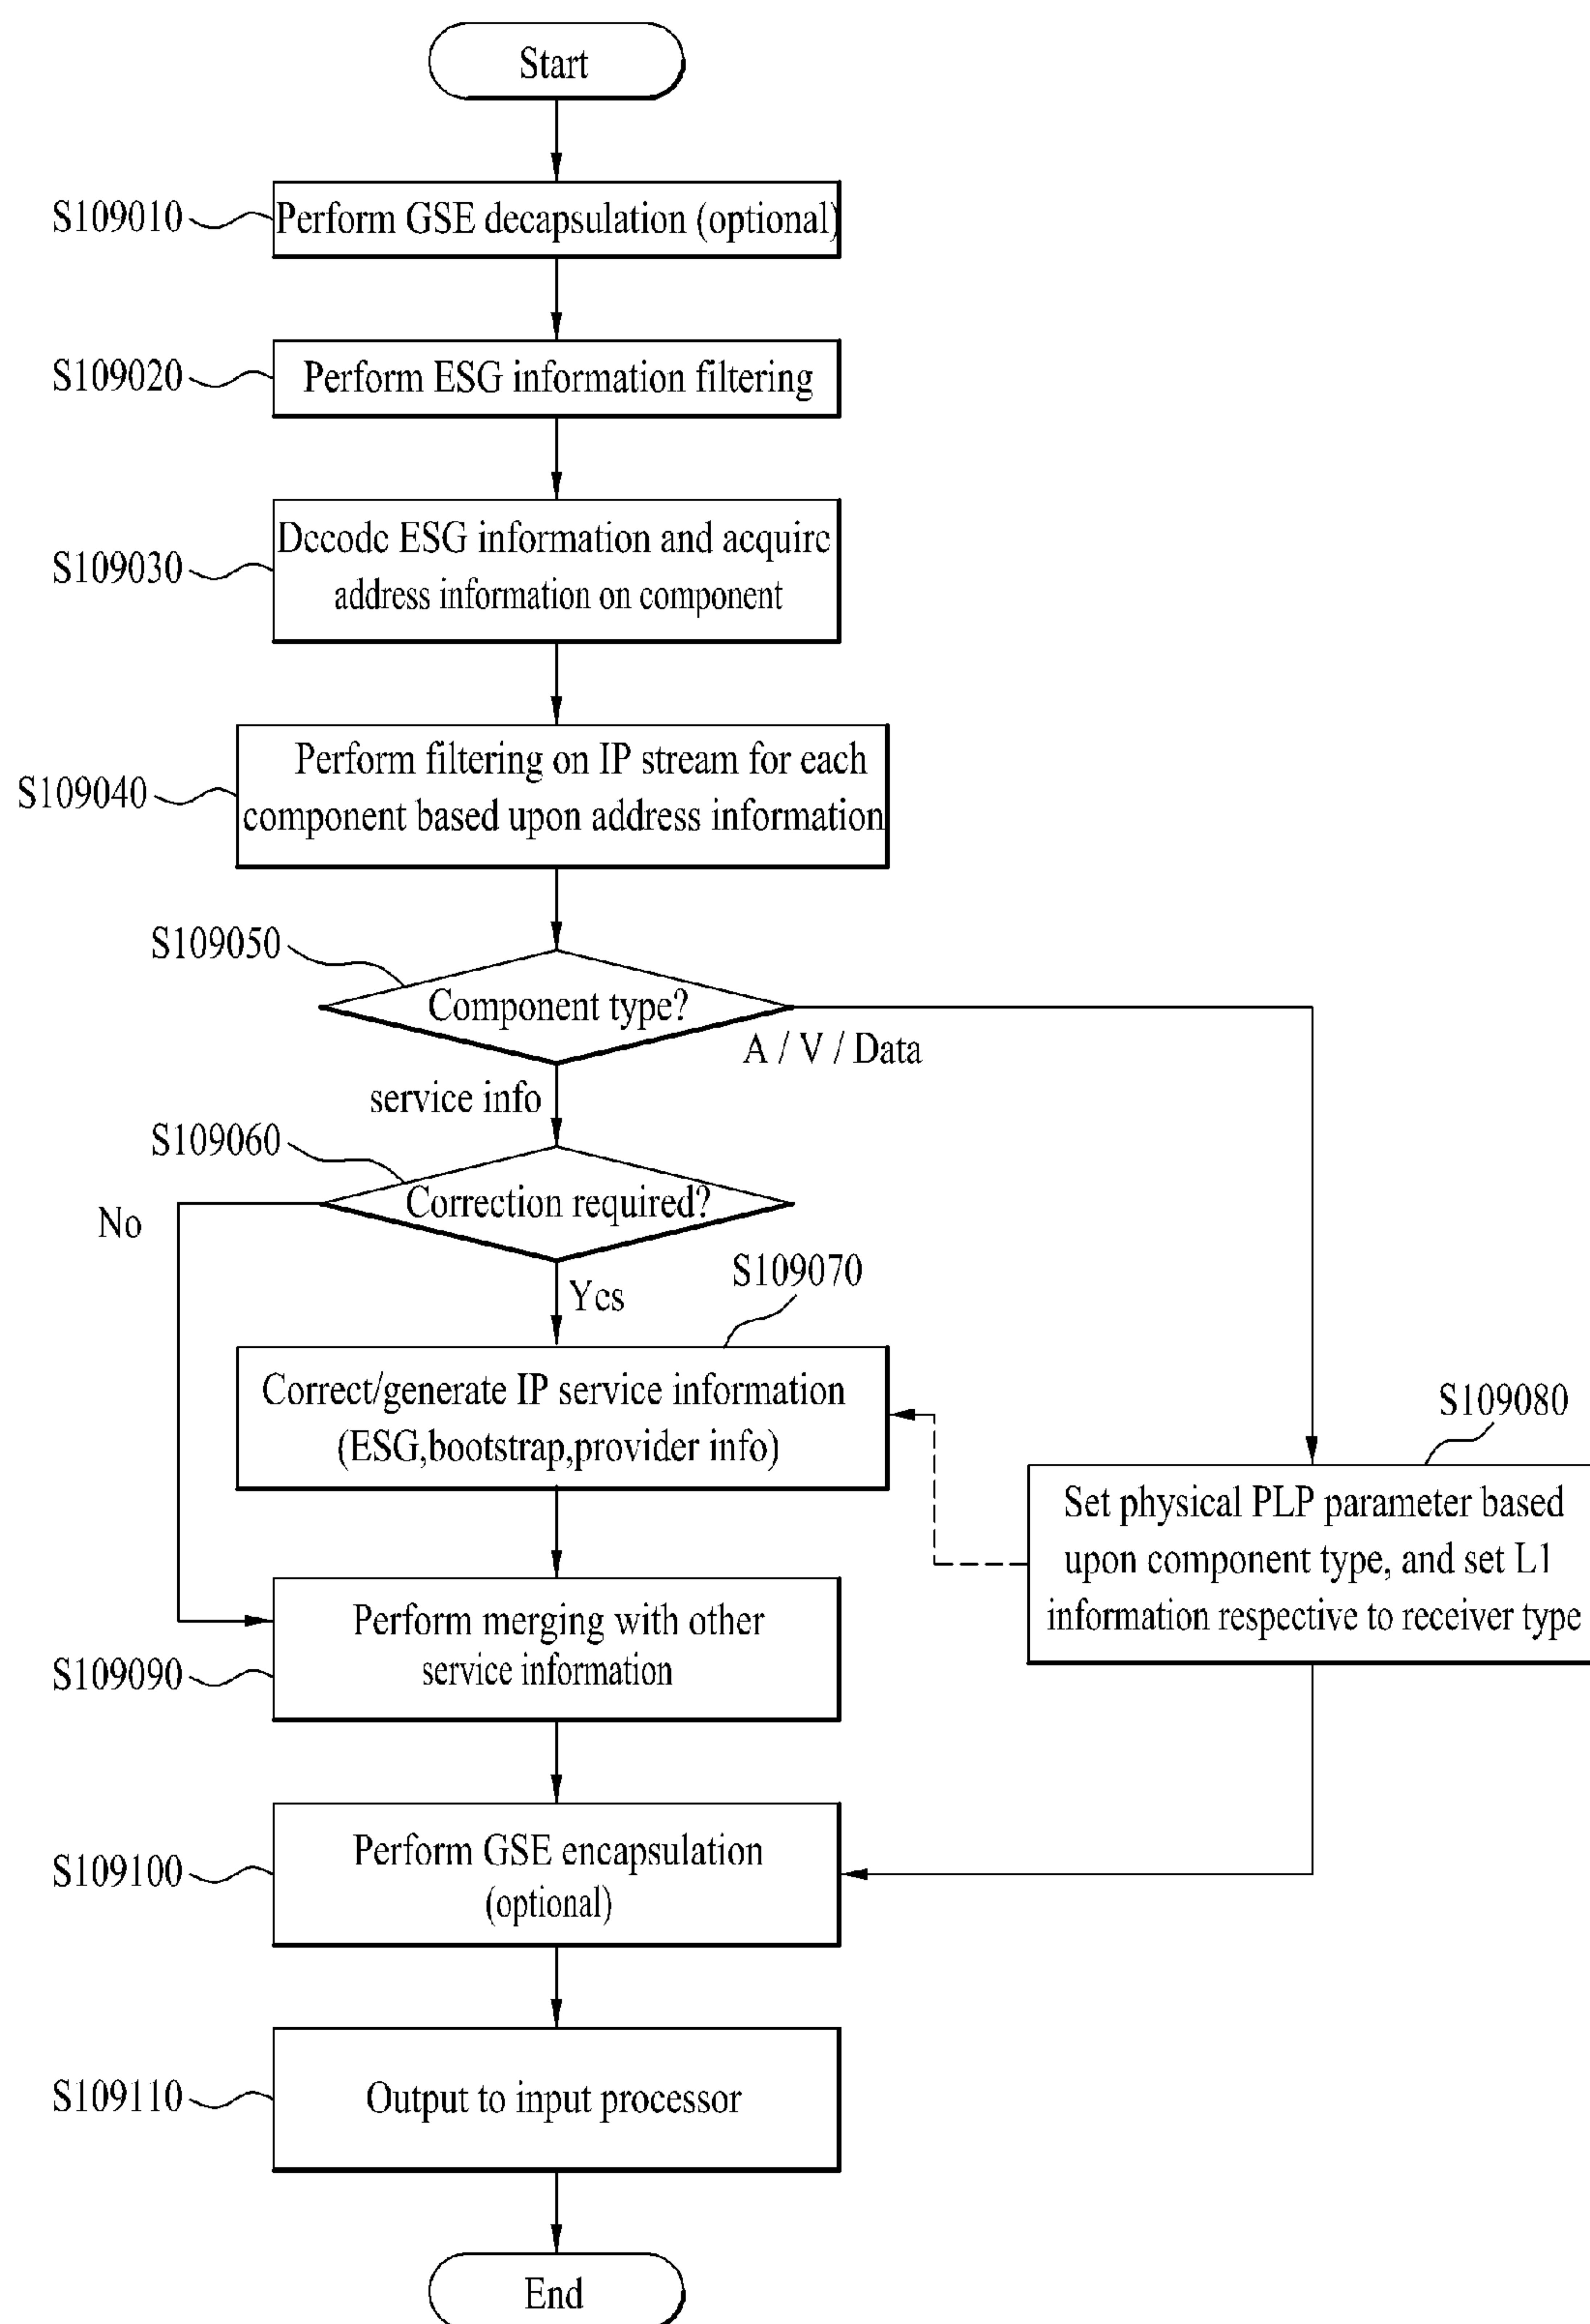 Start
S109010
Perform GSE decapsulation (optional)
S109020
Perform ESG information filtering
S109030
Decode ESG information and acquire
address information on component
S109040
Perform filtering on IP stream for each
component based upon address information
S109050
Component type?
A / V / Data
service info
S109060
Correction required?
No
Yes
S109070
Correct/generate IP service information
(ESG,bootstrap,provider info)
S109080
Set physical PLP parameter based
upon component type, and set L1
information respective to receiver type
S109090
Perform merging with other
service information
S109100
Perform GSE encapsulation
(optional)
S109110
Output to input processor
End